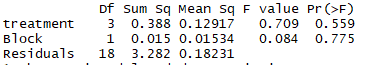 Df Sum Sq Mean Sq F value Pr(>F)
treatment 3 0.388 0.12917 0.709 0.559
Block 1 0.015 0.01534 0.084 0.775
Residuals 18 3.282 0.18231